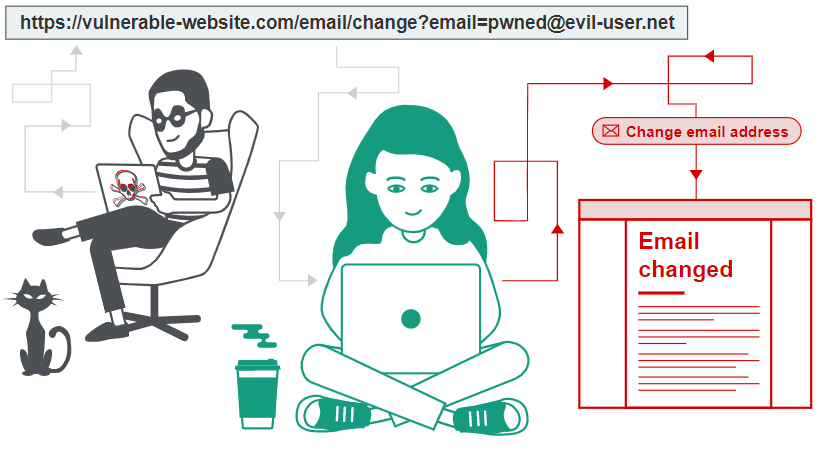 https://vulnerable-website.com/email/change?email=pwned@evil-user.net
Change email address
Email
changed